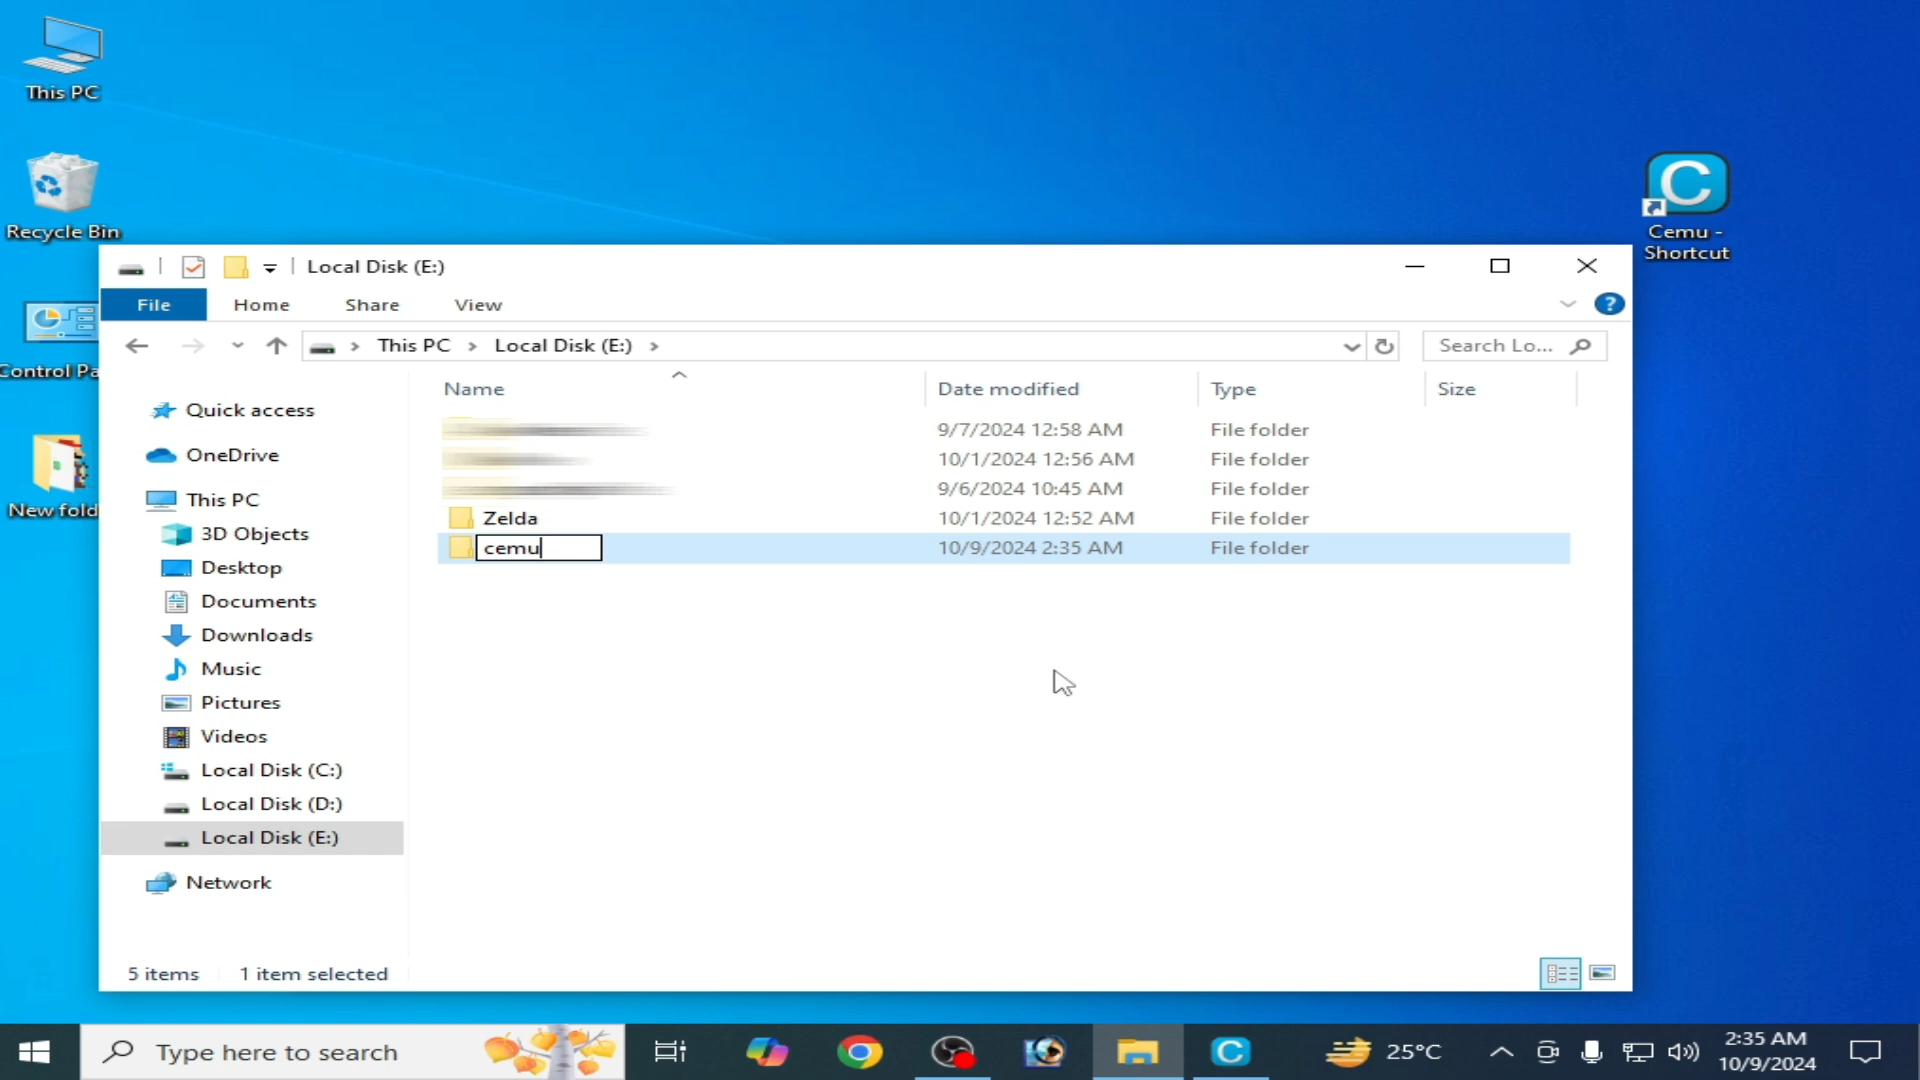 This PC
Recycle Bin
Control Pa
New fold
Cemu -
Shortcut
Local Disk (E:)
File Home Share View
This PC Local Disk (E:)
Search Lo...
Name Date modified Type Size
9/7/2024 12:58 AM File folder
10/1/2024 12:56 AM File folder
9/6/2024 10:45 AM File folder
Zelda 10/1/2024 12:52 AM File folder
cemu 10/9/2024 2:35 AM File folder
Quick access
OneDrive
This PC
3D Objects
Desktop
Documents
Downloads
Music
Pictures
Videos
Local Disk (C:)
Local Disk (D:)
Local Disk (E:)
Network
5 items 1 item selected
Type here to search
25°C
2:35 AM
10/9/2024